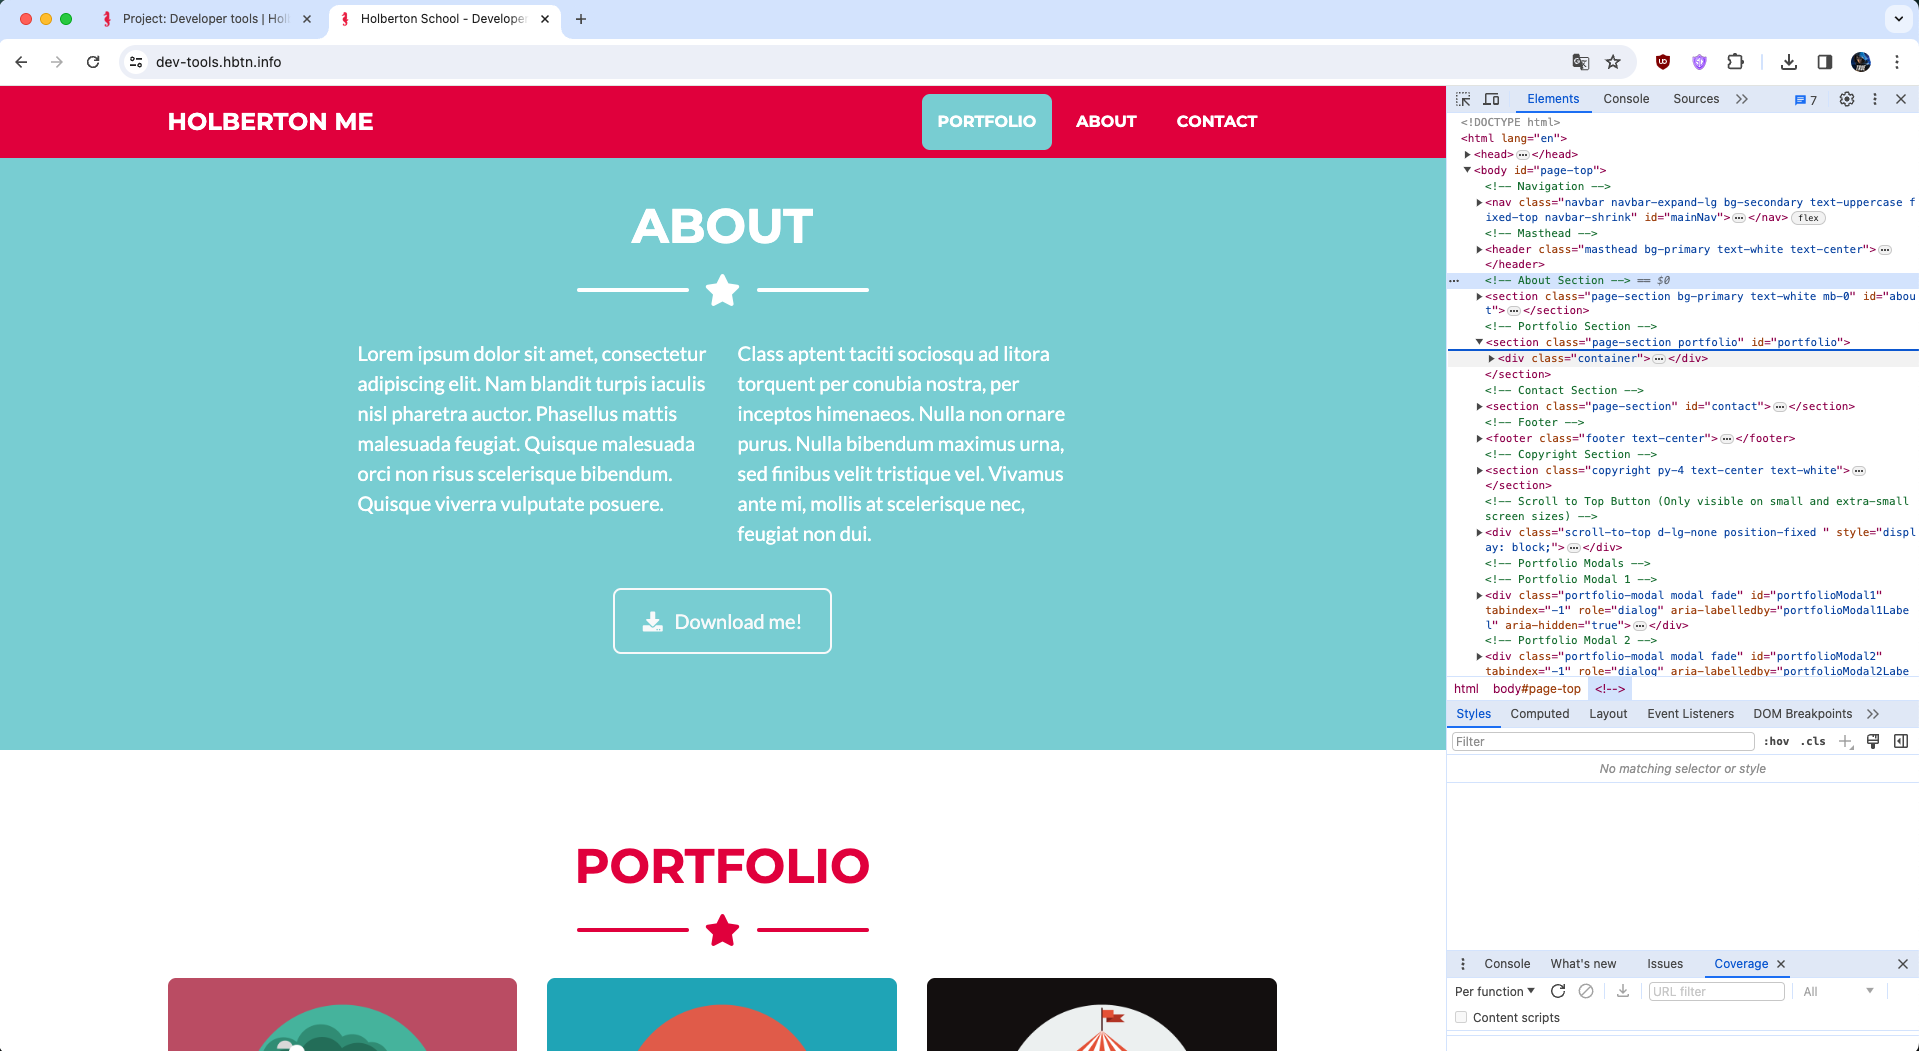 Project: Developer tools | Hol
Holberton School - Developer
dev-tools.hbtn.info
HOLBERTON ME
PORTFOLIO
ABOUT
CONTACT
ABOUT
Lorem ipsum dolor sit amet, consectetur
adipiscing elit. Nam blandit turpis iaculis
nisl pharetra auctor. Phasellus mattis
malesuada feugiat. Quisque malesuada
orci non risus scelerisque bibendum.
Quisque viverra vulputate posuere.
Class aptent taciti sociosqu ad litora
torquent per conubia nostra, per
inceptos himenaeos. Nulla non ornare
purus. Nulla bibendum maximus urna,
sed finibus velit tristique vel. Vivamus
ante mi, mollis at scelerisque nec,
feugiat non dui.
Download me!
PORTFOLIO
Elements
Console
Sources
7
<!DOCTYPE html>
<html lang="en">
<head>…</head>
<body id="page-top">
<!-- Navigation -->
<nav class="navbar navbar-expand-lg bg-secondary text-uppercase f
ixed-top navbar-shrink" id="mainNav">…</nav> flex
<!-- Masthead -->
<header class="masthead bg-primary text-white text-center">…
</header>
… <!-- About Section --> == $0
<section class="page-section bg-primary text-white mb-0" id="abou
t">…</section>
<!-- Portfolio Section -->
<section class="page-section portfolio" id="portfolio">
<div class="container">…</div>
</section>
<!-- Contact Section -->
<section class="page-section" id="contact">…</section>
<!-- Footer -->
<footer class="footer text-center">…</footer>
<!-- Copyright Section -->
<section class="copyright py-4 text-center text-white">…
</section>
<!-- Scroll to Top Button (Only visible on small and extra-small
screen sizes) -->
<div class="scroll-to-top d-lg-none position-fixed " style="displ
ay: block;">…</div>
<!-- Portfolio Modals -->
<!-- Portfolio Modal 1 -->
<div class="portfolio-modal modal fade" id="portfolioModal1"
tabindex="-1" role="dialog" aria-labelledby="portfolioModal1Labe
l" aria-hidden="true">…</div>
<!-- Portfolio Modal 2 -->
<div class="portfolio-modal modal fade" id="portfolioModal2"
tabindex="-1" role="dialog" aria-labelledby="portfolioModal2Labe
html
body#page-top
<!-->
Styles
Computed
Layout
Event Listeners
DOM Breakpoints
Filter
:hov
.cls
No matching selector or style
Console
What's new
Issues
Coverage
Per function
URL filter
All
Content scripts